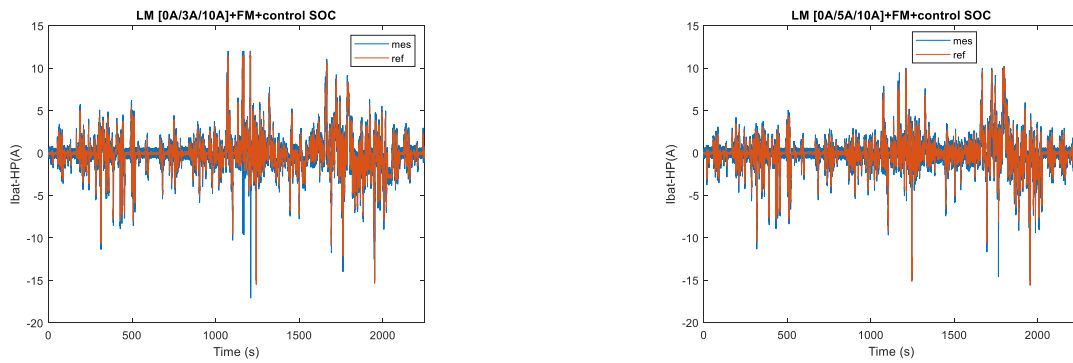 LM [0A/3A/10A]+FM+control SOC
15
10
5
0
-5
-10
-15
-20
Ibat-HP(A)
mes
ref
0
500
1000
1500
2000
Time (s)
LM [0A/5A/10A]+FM+control SOC
15
10
5
0
-5
-10
-15
-20
Ibat-HP(A)
mes
ref
0
500
1000
1500
2000
Time (s)